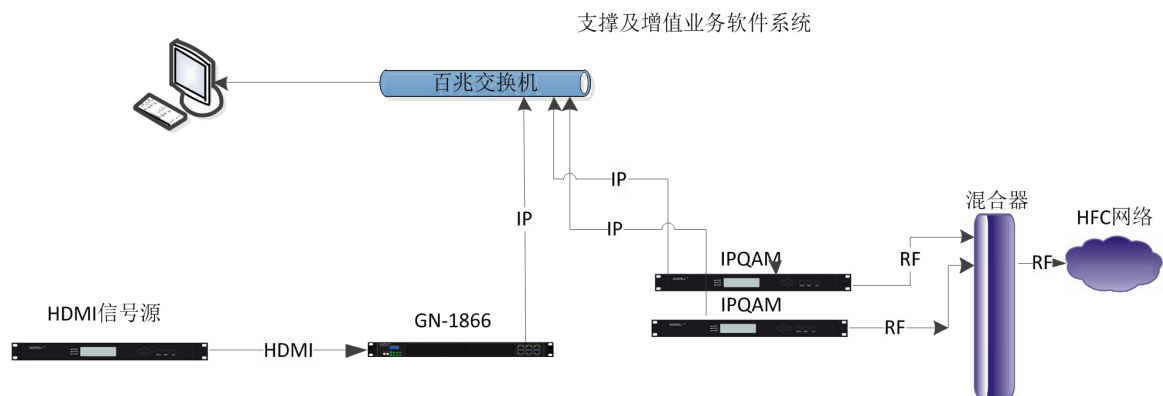 支撑及增值业务软件系统
百兆交换机
IP
IP
IP
混合器
HFC网络
IPQAM
RF
RF
IPQAM
RF
HDMI信号源
GN-1866
HDMI